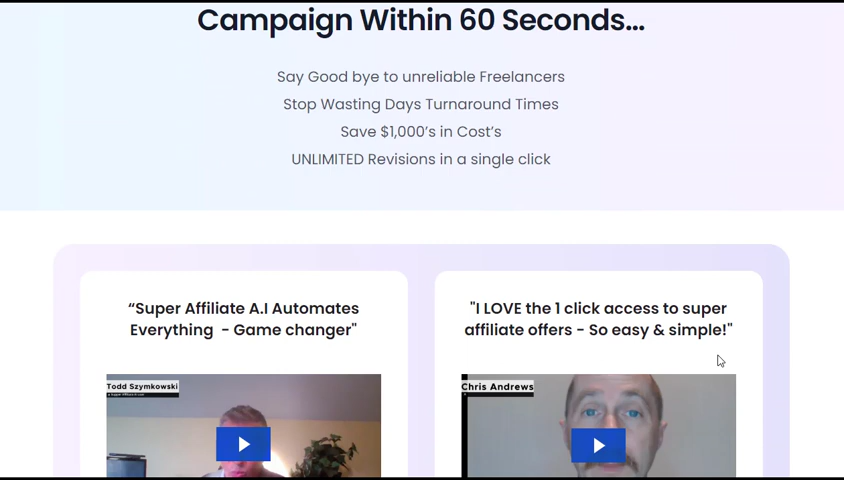 Campaign Within 60 Seconds...
Say Good bye to unreliable Freelancers
Stop Wasting Days Turnaround Times
Save $1,000’s in Cost’s
UNLIMITED Revisions in a single click
“Super Affiliate A.I Automates
Everything - Game changer"
"I LOVE the 1 click access to super
affiliate offers - So easy & simple!"
Todd Szymkowski
Chris Andrews